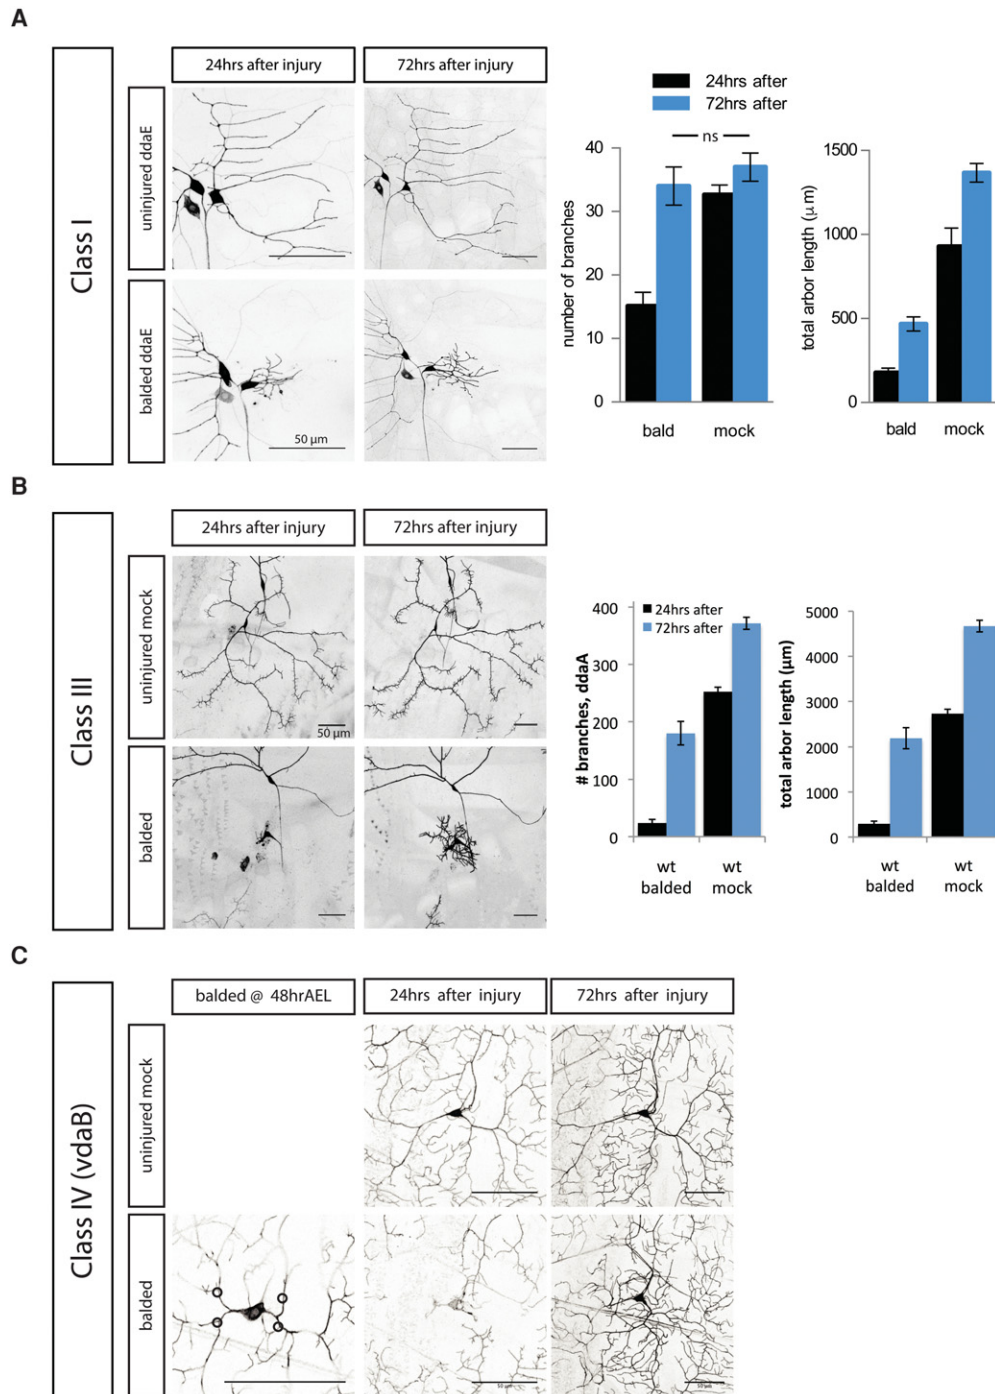 A
Class I
24hrs after injury
72hrs after injury
uninjured ddaE
balded ddaE
50 µm
24hrs after
72hrs after
ns
number of branches
40
30
20
10
0
bald
mock
total arbor length (µm)
1500
1000
500
0
bald
mock
B
Class III
24hrs after injury
72hrs after injury
uninjured mock
50 µm
balded
24hrs after
72hrs after
# branches, ddaA
400
300
200
100
0
wt
balded
wt
mock
total arbor length (µm)
5000
4000
3000
2000
1000
0
wt
balded
wt
mock
C
Class IV (vdaB)
balded @ 48hrAEL
24hrs after injury
72hrs after injury
uninjured mock
balded
50 µm
50 µm